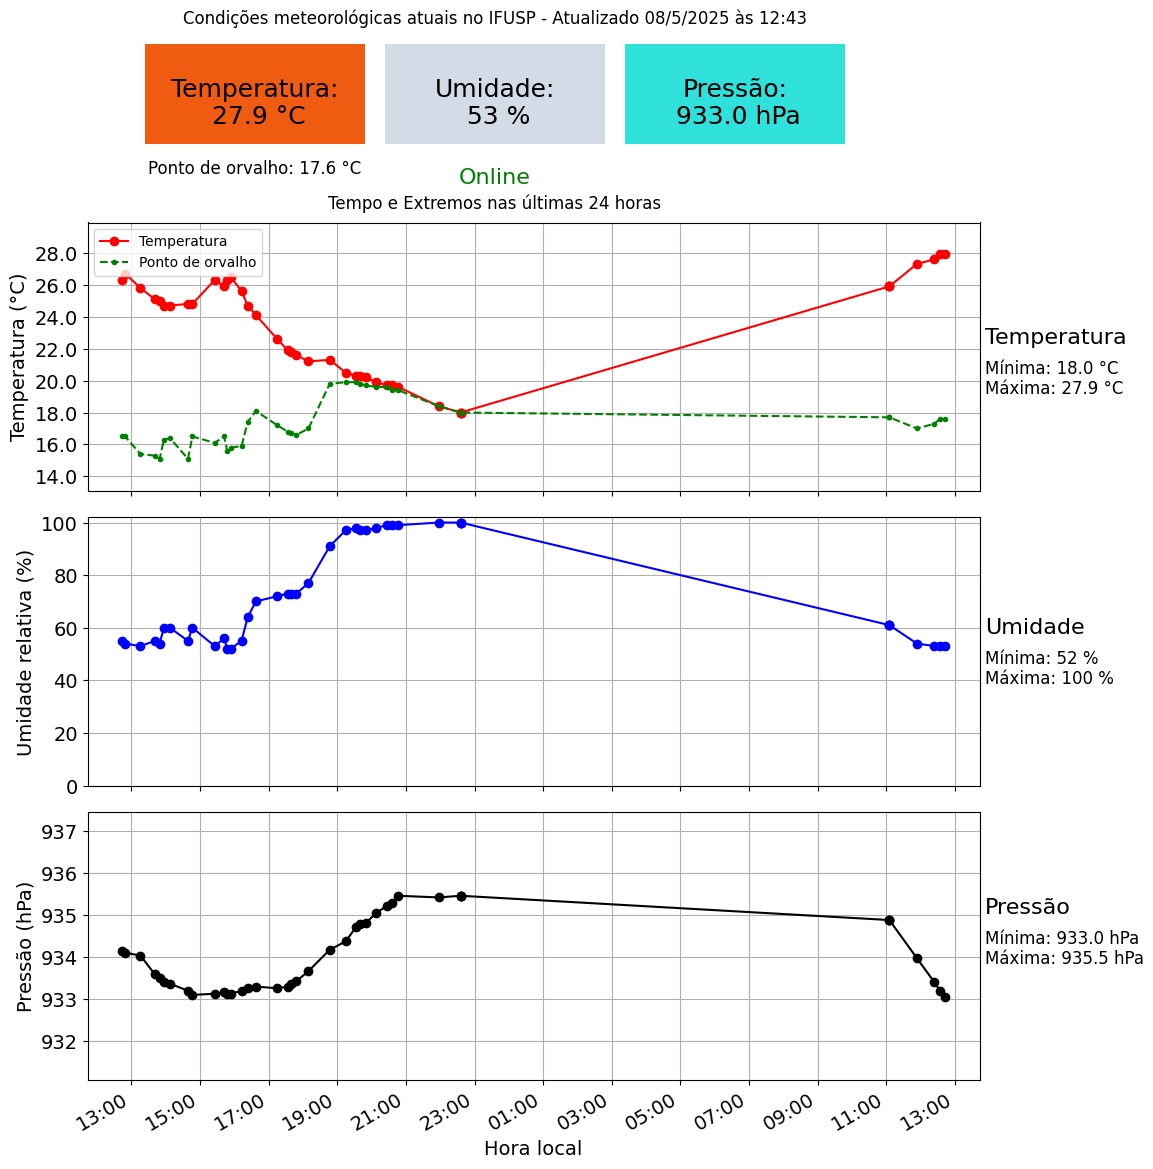 Condições meteorológicas atuais no IFUSP - Atualizado 08/5/2025 às 12:43
Temperatura:
27.9 °C
Umidade:
53 %
Pressão:
933.0 hPa
Ponto de orvalho: 17.6 °C
Online
Tempo e Extremos nas últimas 24 horas
Temperatura (°C)
28.0
26.0
24.0
22.0
20.0
18.0
16.0
14.0
Temperatura
Ponto de orvalho
Temperatura
Mínima: 18.0 °C
Máxima: 27.9 °C
Umidade relativa (%)
100
80
60
40
20
0
Umidade
Mínima: 52 %
Máxima: 100 %
Pressão (hPa)
937
936
935
934
933
932
Pressão
Mínima: 933.0 hPa
Máxima: 935.5 hPa
13:00 15:00 17:00 19:00 21:00 23:00 01:00 03:00 05:00 07:00 09:00 11:00 13:00
Hora local